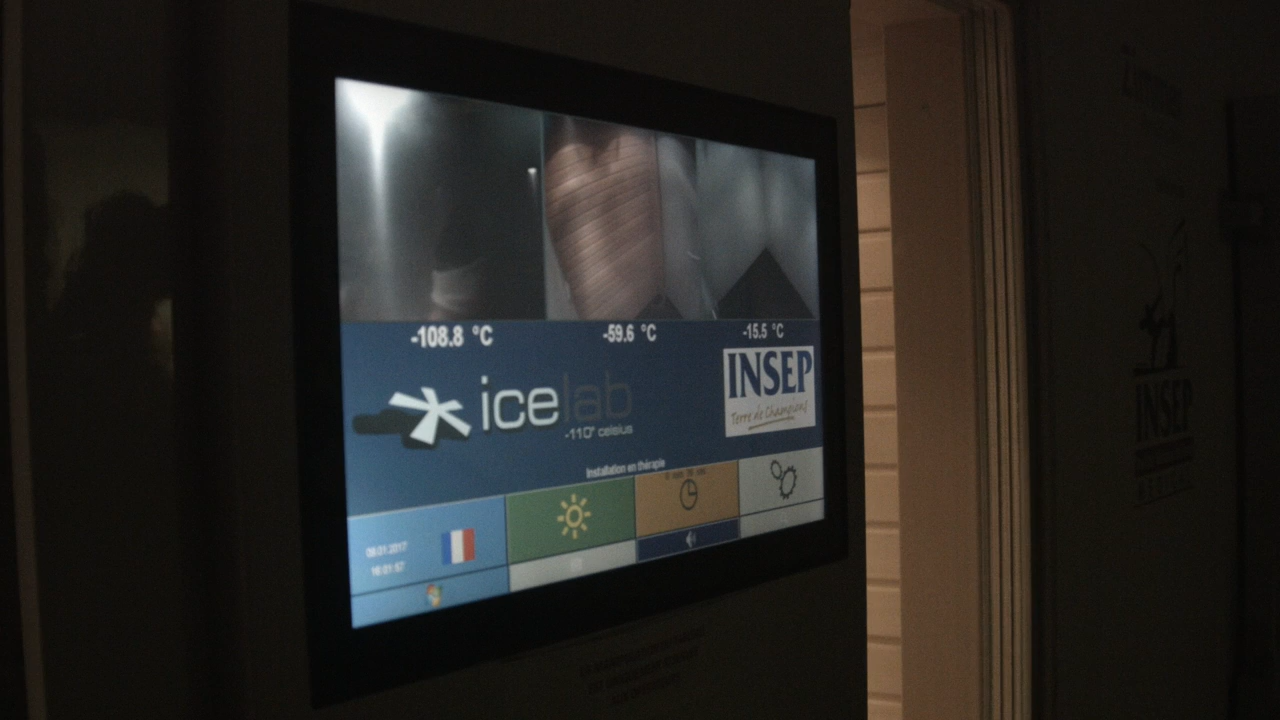 -108.8 °C
-59.6 °C
-15.5 °C
icelab
-110° celsius
INSEP
Terre de Champions
Installation en thérapie
09.01.2017
16:01:57
INSEP